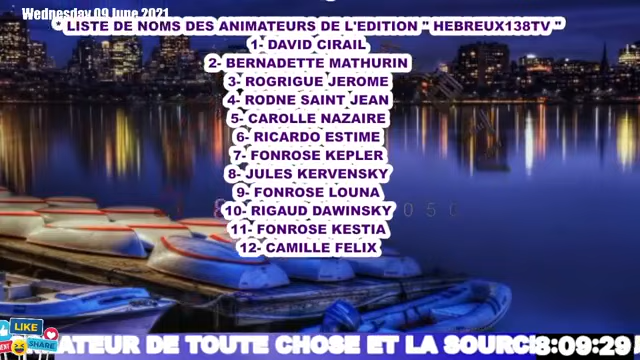 Wednesday 09 June 2021
* LISTE DE NOMS DES ANIMATEURS DE L'EDITION " HEBREUX138TV "
1- DAVID CIRAIL
2- BERNADETTE MATHURIN
3- ROGRIGUE JEROME
4- RODNE SAINT JEAN
5- CAROLLE NAZAIRE
6- RICARDO ESTIME
7- FONROSE KEPLER
8- JULES KERVENSKY
9- FONROSE LOUNA
10- RIGAUD DAWINSKY
11- FONROSE KESTIA
12- CAMILLE FELIX
LIKE
SHARE
ATEUR DE TOUTE CHOSE ET LA SOURC
8:09:29